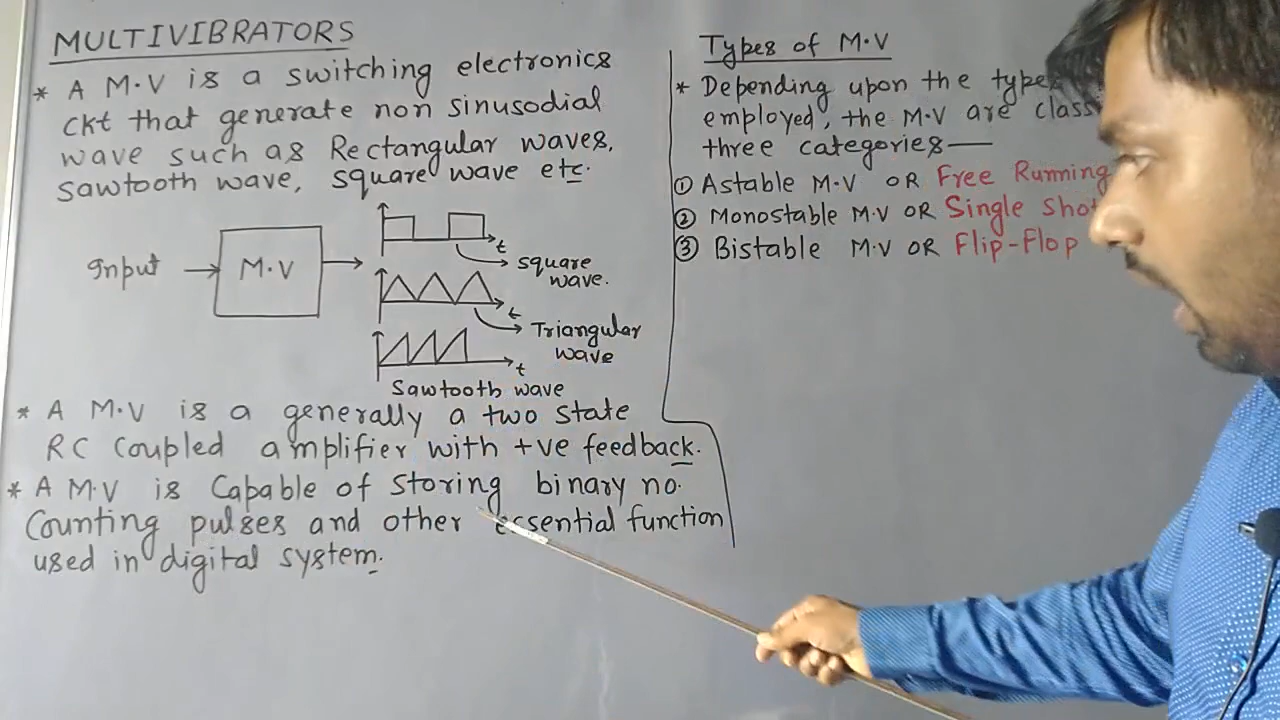 MULTIVIBRATORS
* A M.V is a switching electronics
ckt that generate non sinusodial
wave such as Rectangular waves,
sawtooth wave, square wave etc.
Input
M.V
t
square
wave.
t
Triangular
wave
t
Sawtooth wave
* A M.V is a generally a two state
RC Coupled amplifier with +ve feedback.
* A M.V is Capable of storing binary no.
Counting pulses and other essential function
used in digital system.
Types of M.V
* Depending upon the type
employed, the M.V are class
three categories—
① Astable M.V OR Free Running
② Monostable M.V OR Single Shot
③ Bistable M.V OR Flip-Flop